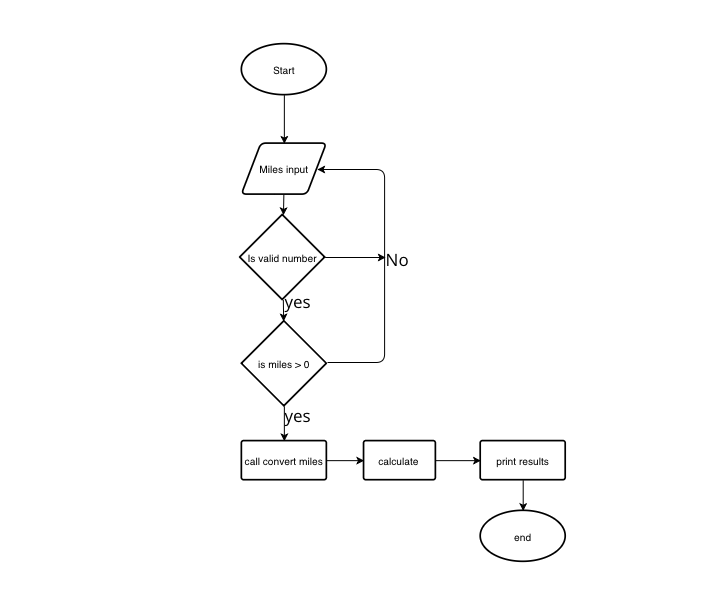 Start
Miles input
Is valid number
No
yes
is miles > 0
yes
call convert miles
calculate
print results
end